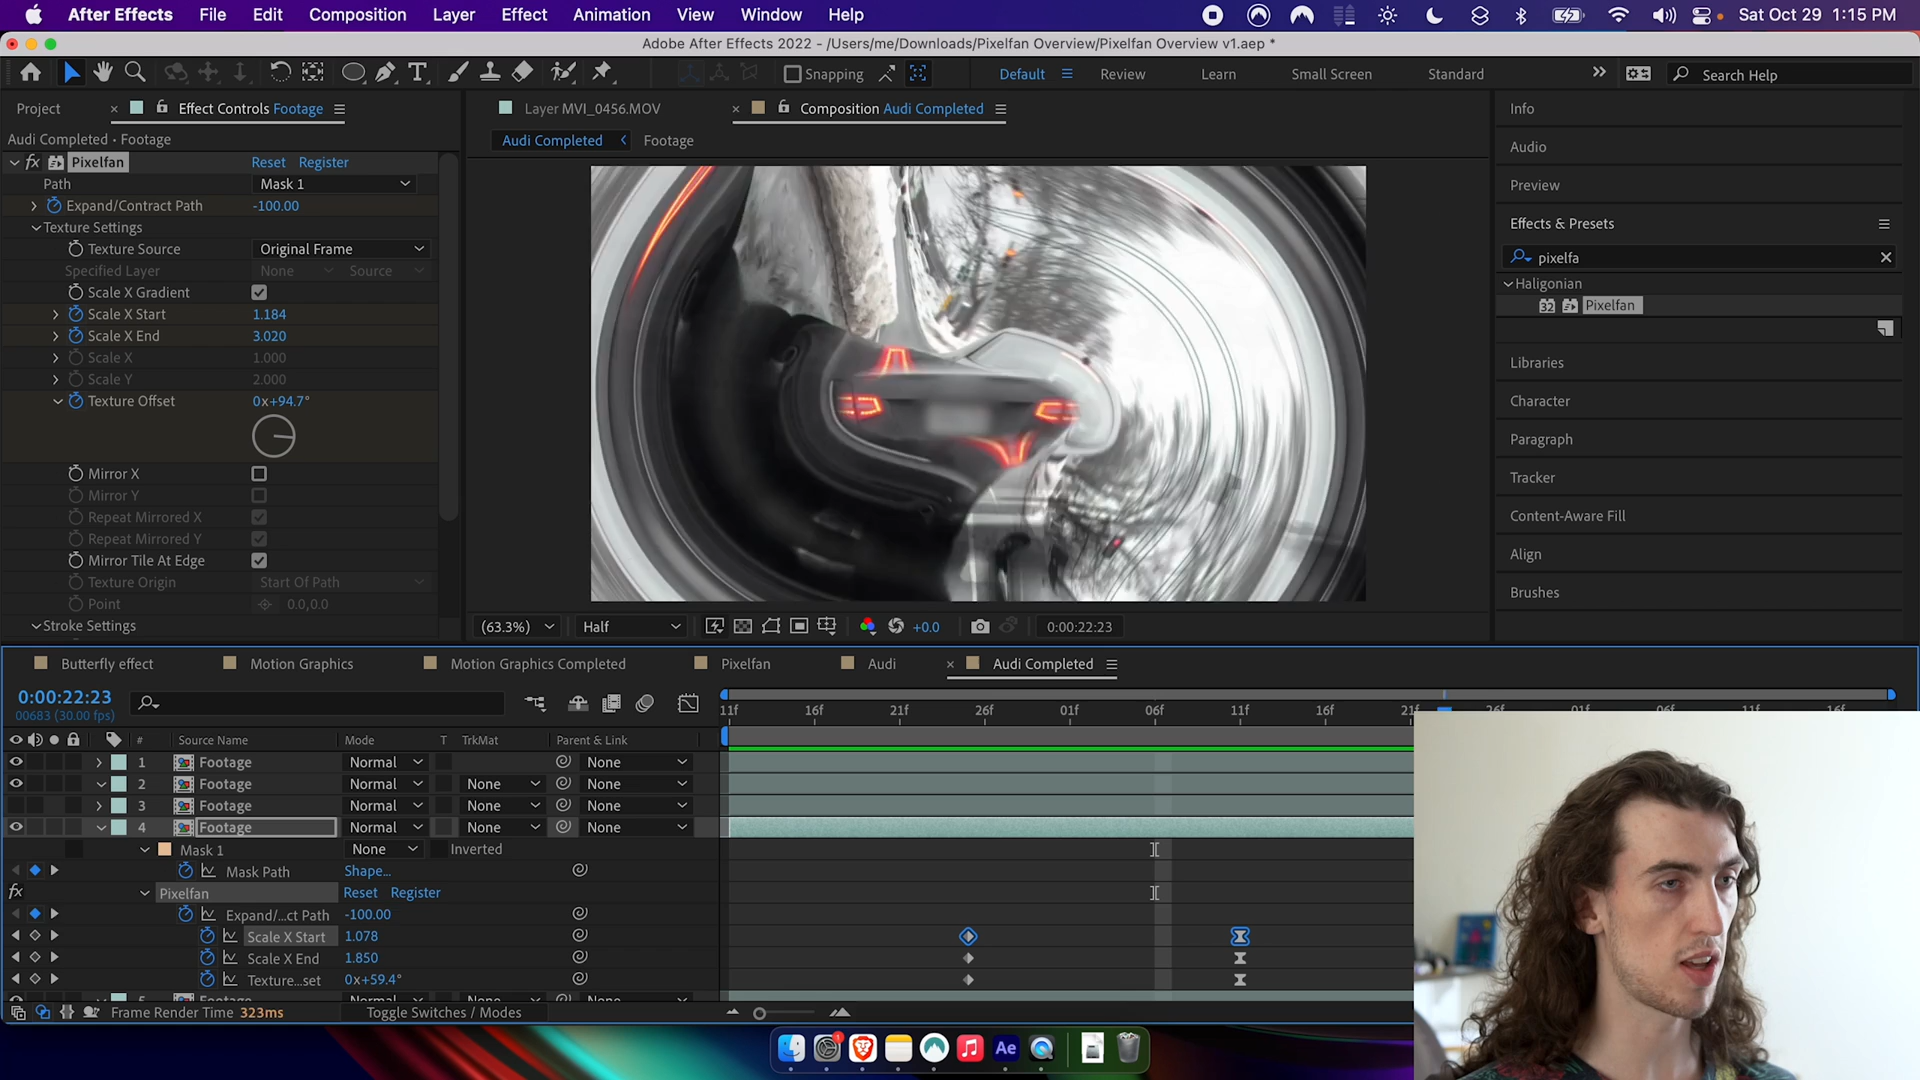 After Effects File Edit Composition Layer Effect Animation View Window Help Sat Oct 29 1:15 PM
Adobe After Effects 2022 - /Users/me/Downloads/Pixelfan Overview/Pixelfan Overview v1.aep *
Snapping Default Review Learn Small Screen Standard Search Help
Project Effect Controls Footage Layer MVI_0456.MOV Composition Audi Completed Info
Audi Completed • Footage
Audi Completed Footage
Audio
Pixelfan Reset Register
Path Mask 1
Preview
Expand/Contract Path -100.00
Texture Settings
Effects & Presets
Texture Source Original Frame
pixelfa
Specified Layer None Source
Haligonian
Scale X Gradient
Pixelfan
Scale X Start 1.184
Scale X End 3.020
Scale X 1.000
Libraries
Scale Y 2.000
Texture Offset 0x+94.7°
Character
Paragraph
Mirror X
Tracker
Mirror Y
Repeat Mirrored X
Content-Aware Fill
Repeat Mirrored Y
Mirror Tile At Edge
Align
Texture Origin Start Of Path
Brushes
Point 0.0,0.0
Stroke Settings
(63.3%) Half +0.0 0:00:22:23
Butterfly effect Motion Graphics Motion Graphics Completed Pixelfan Audi Audi Completed
0:00:22:23
00683 (30.00 fps)
11f 16f 21f 26f 01f 06f 11f 16f 21f 26f 01f 06f 11f 16f
# Source Name Mode T TrkMat Parent & Link
1 Footage Normal None
2 Footage Normal None None
3 Footage Normal None None
4 Footage Normal None None
Mask 1 None Inverted
Mask Path Shape...
fx Pixelfan Reset Register
Expand/...ct Path -100.00
Scale X Start 1.078
Scale X End 1.850
Texture...set 0x+59.4°
Frame Render Time 323ms Toggle Switches / Modes
Ae